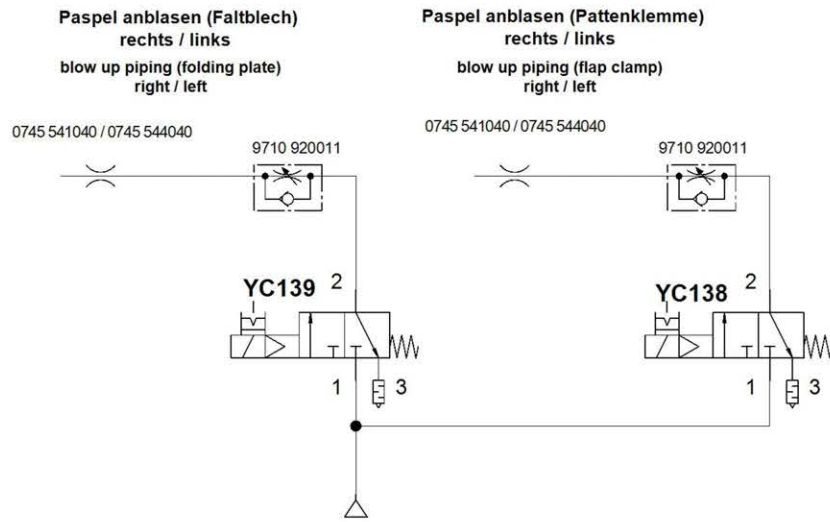 Paspel anblasen (Faltblech)
rechts / links
blow up piping (folding plate)
right / left
0745 541040 / 0745 544040
9710 920011
YC139
2
1
3
Paspel anblasen (Pattenklemme)
rechts / links
blow up piping (flap clamp)
right / left
0745 541040 / 0745 544040
9710 920011
YC138
2
1
3